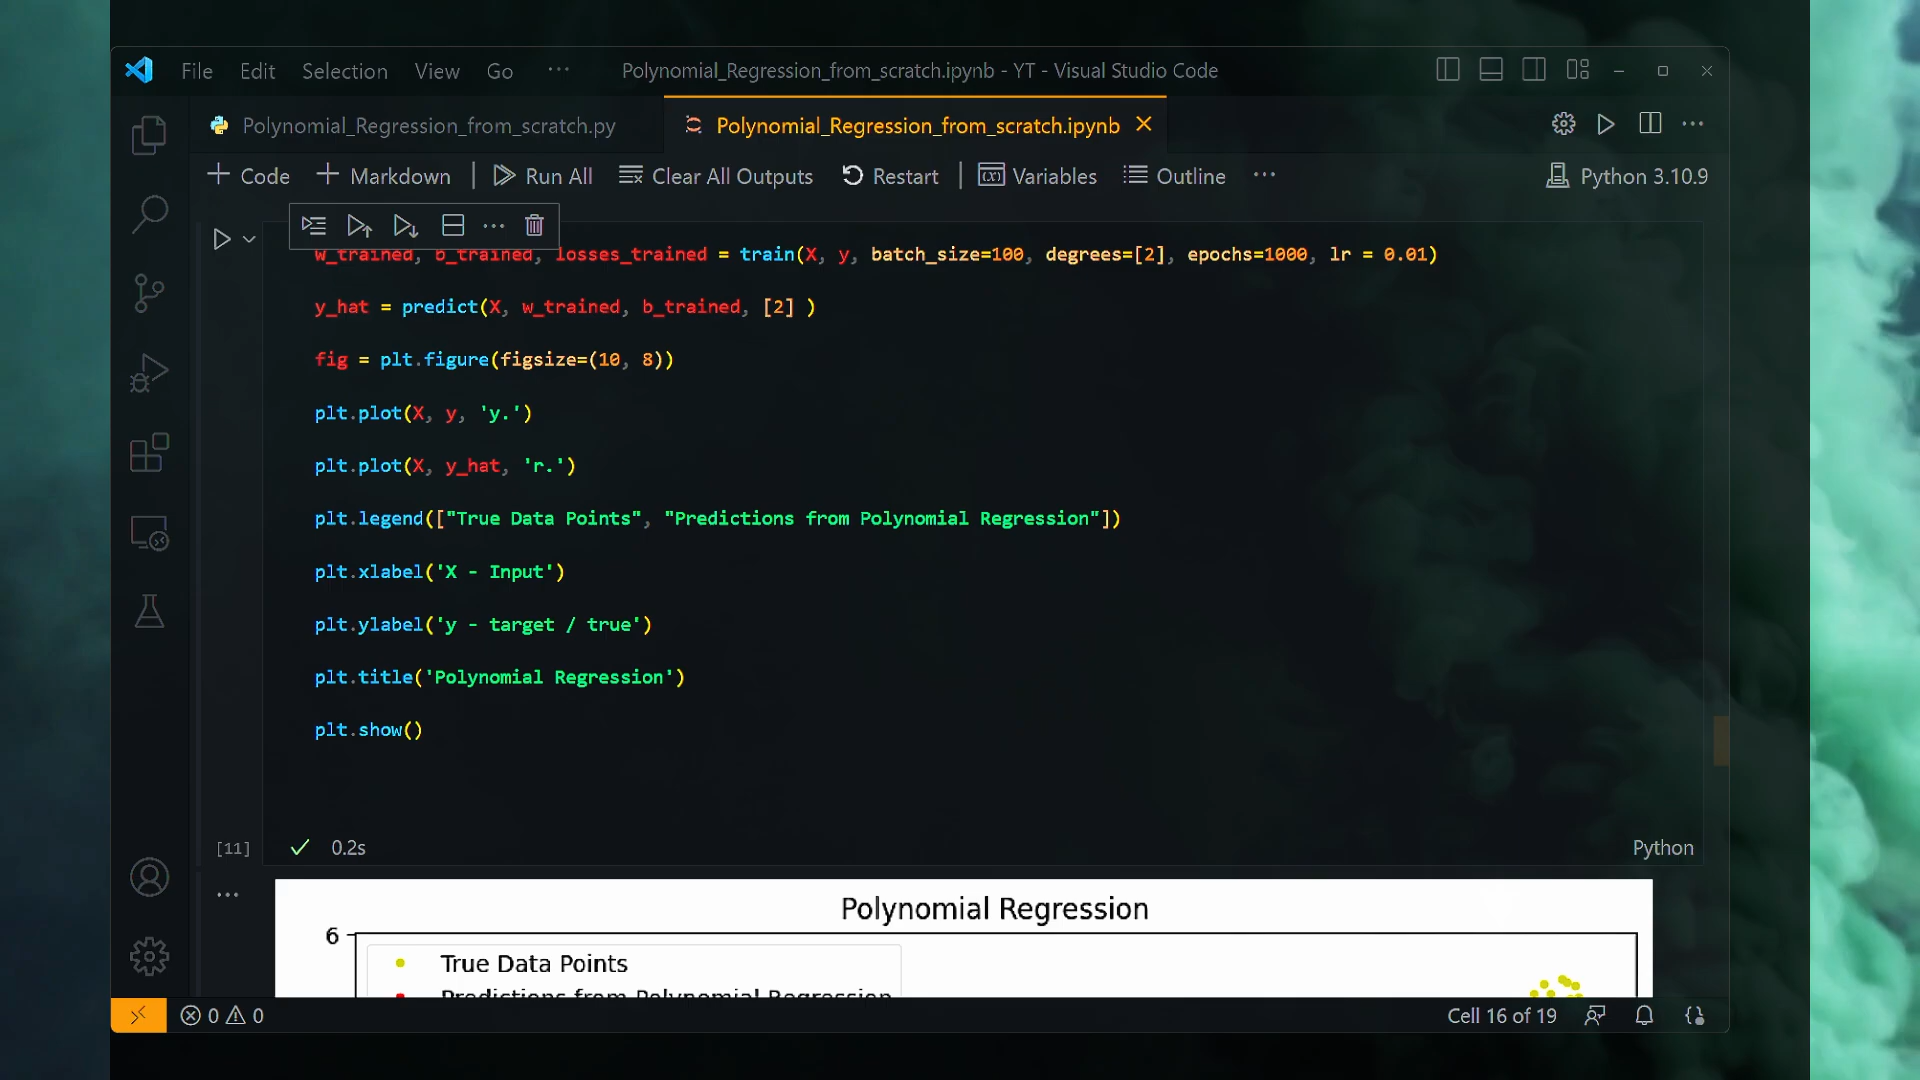 File Edit Selection View Go ··· Polynomial_Regression_from_scratch.ipynb - YT - Visual Studio Code
Polynomial_Regression_from_scratch.py Polynomial_Regression_from_scratch.ipynb
+ Code + Markdown Run All Clear All Outputs Restart Variables Outline ··· Python 3.10.9
w_trained, b_trained, losses_trained = train(X, y, batch_size=100, degrees=[2], epochs=1000, lr = 0.01)
y_hat = predict(X, w_trained, b_trained, [2] )
fig = plt.figure(figsize=(10, 8))
plt.plot(X, y, 'y.')
plt.plot(X, y_hat, 'r.')
plt.legend(["True Data Points", "Predictions from Polynomial Regression"])
plt.xlabel('X - Input')
plt.ylabel('y - target / true')
plt.title('Polynomial Regression')
plt.show()
[11] 0.2s Python
Polynomial Regression
6
True Data Points
Predictions from Polynomial Regression
0 0 Cell 16 of 19